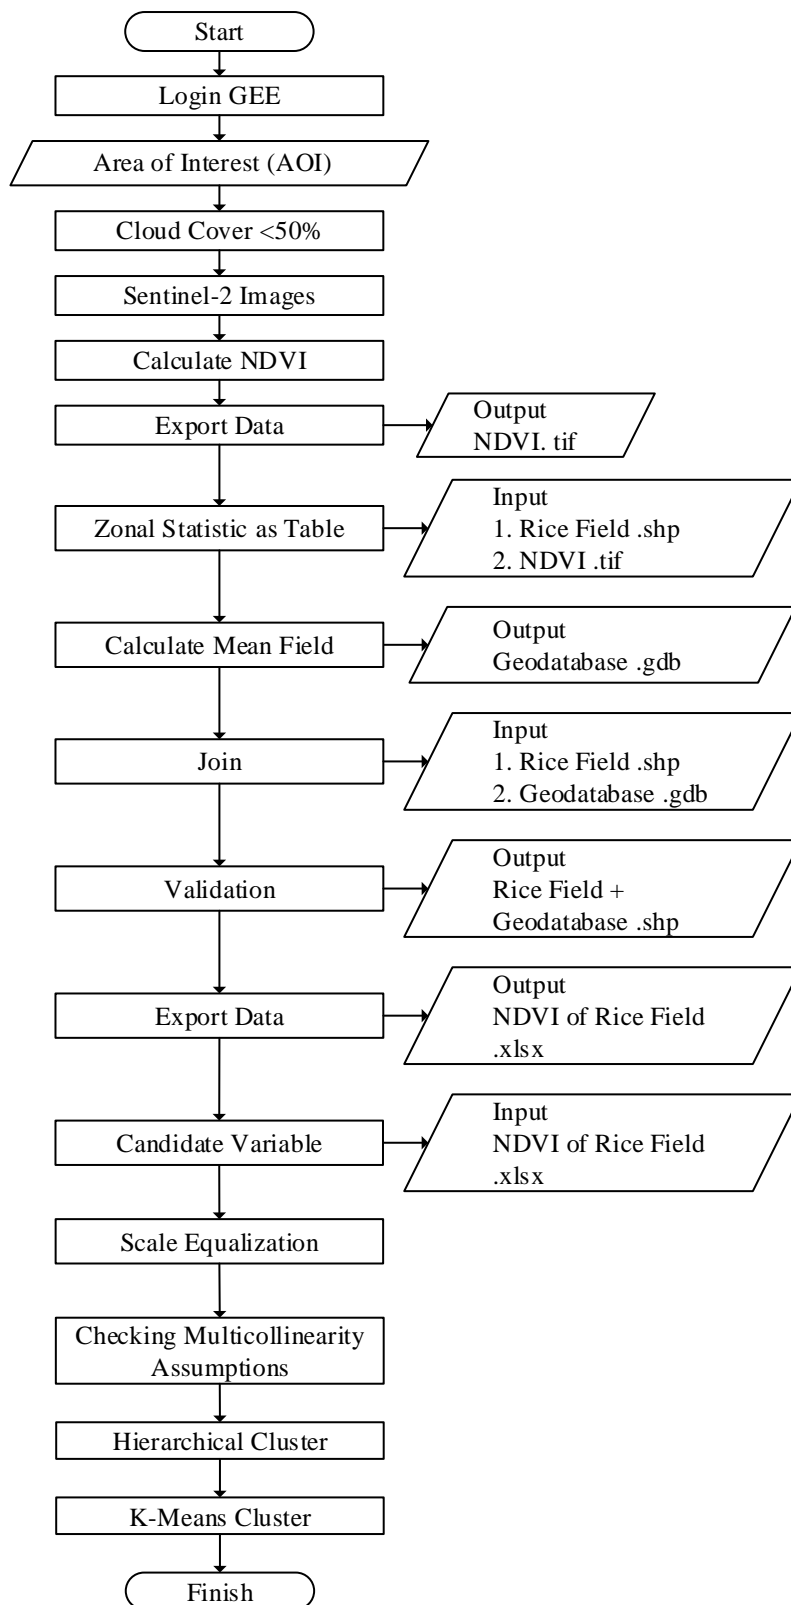 Start
Login GEE
Area of Interest (AOI)
Cloud Cover <50%
Sentinel-2 Images
Calculate NDVI
Export Data
Output
NDVI. tif
Zonal Statistic as Table
Input
1. Rice Field .shp
2. NDVI .tif
Calculate Mean Field
Output
Geodatabase .gdb
Join
Input
1. Rice Field .shp
2. Geodatabase .gdb
Validation
Output
Rice Field +
Geodatabase .shp
Export Data
Output
NDVI of Rice Field
.xlsx
Candidate Variable
Input
NDVI of Rice Field
.xlsx
Scale Equalization
Checking Multicollinearity
Assumptions
Hierarchical Cluster
K-Means Cluster
Finish